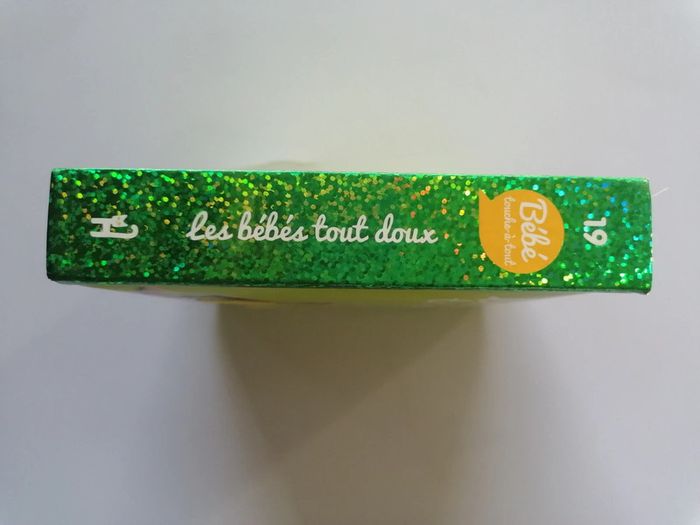 les bébés tout doux
Bébé
touche-à-tout
19